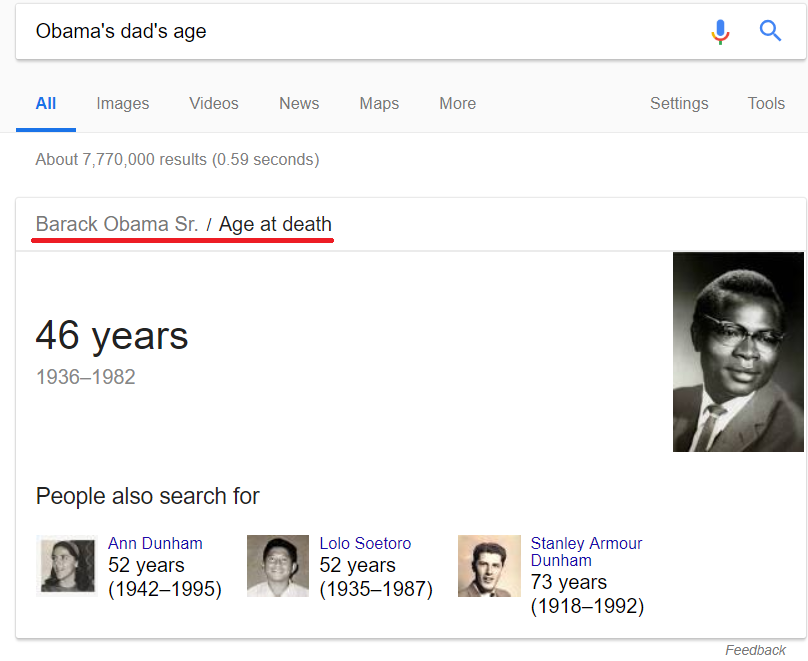 Obama's dad's age
All Images Videos News Maps More Settings Tools
About 7,770,000 results (0.59 seconds)
Barack Obama Sr. / Age at death
46 years
1936–1982
People also search for
Ann Dunham
52 years
(1942–1995)
Lolo Soetoro
52 years
(1935–1987)
Stanley Armour
Dunham
73 years
(1918–1992)
Feedback